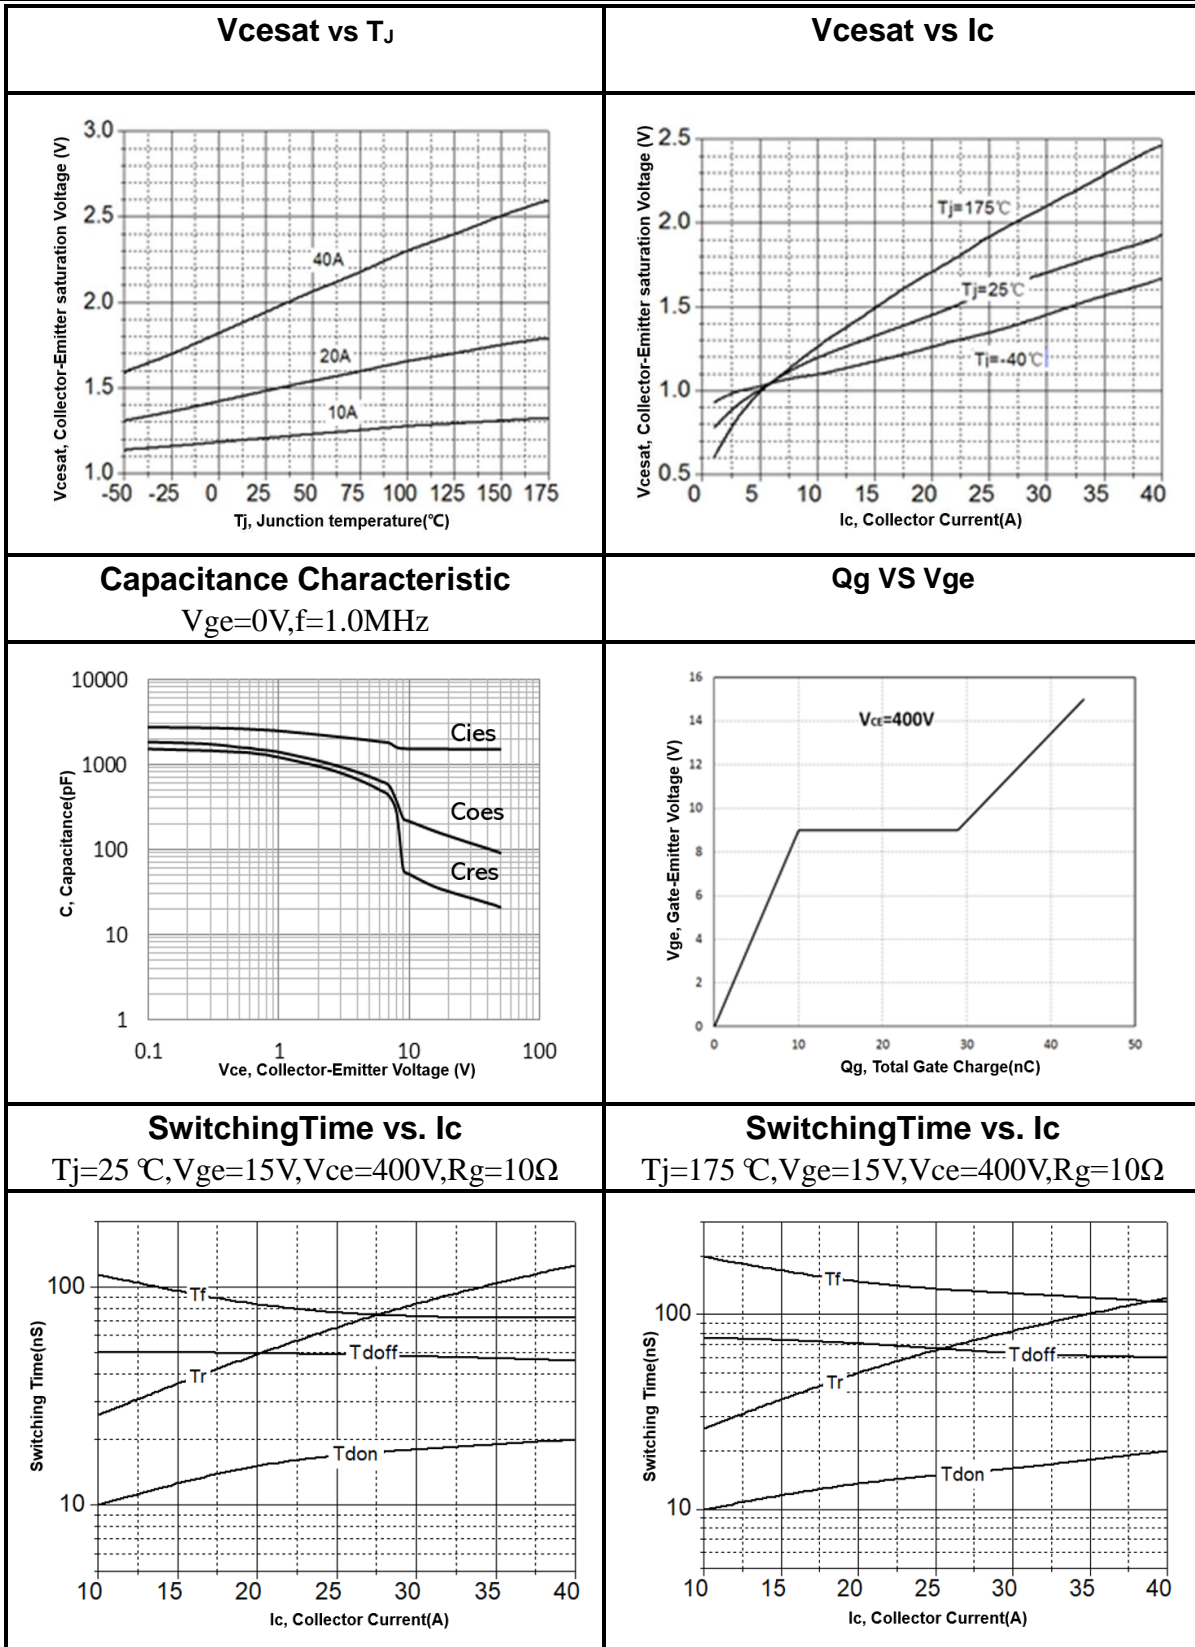 Vcesat vs TJ
Vcesat vs Ic
Vcesat, Collector-Emitter saturation Voltage (V)
3.0
2.5
2.0
1.5
1.0
40A
20A
10A
-50 -25 0 25 50 75 100 125 150 175
Tj, Junction temperature(℃)
Vcesat, Collector-Emitter saturation Voltage (V)
2.5
2.0
1.5
1.0
0.5
Tj=175℃
Tj=25℃
Tj=-40℃
0 5 10 15 20 25 30 35 40
Ic, Collector Current(A)
Capacitance Characteristic
Vge=0V,f=1.0MHz
Qg VS Vge
C, Capacitance(pF)
10000
1000
100
10
1
Cies
Coes
Cres
0.1 1 10 100
Vce, Collector-Emitter Voltage (V)
Vge, Gate-Emitter Voltage (V)
16
14
12
10
8
6
4
2
0
VCE=400V
0 10 20 30 40 50
Qg, Total Gate Charge(nC)
SwitchingTime vs. Ic
Tj=25 ℃,Vge=15V,Vce=400V,Rg=10Ω
SwitchingTime vs. Ic
Tj=175 ℃,Vge=15V,Vce=400V,Rg=10Ω
Switching Time(nS)
100
10
Tf
Tdoff
Tr
Tdon
10 15 20 25 30 35 40
Ic, Collector Current(A)
Switching Time(nS)
100
10
Tf
Tdoff
Tr
Tdon
10 15 20 25 30 35 40
Ic, Collector Current(A)